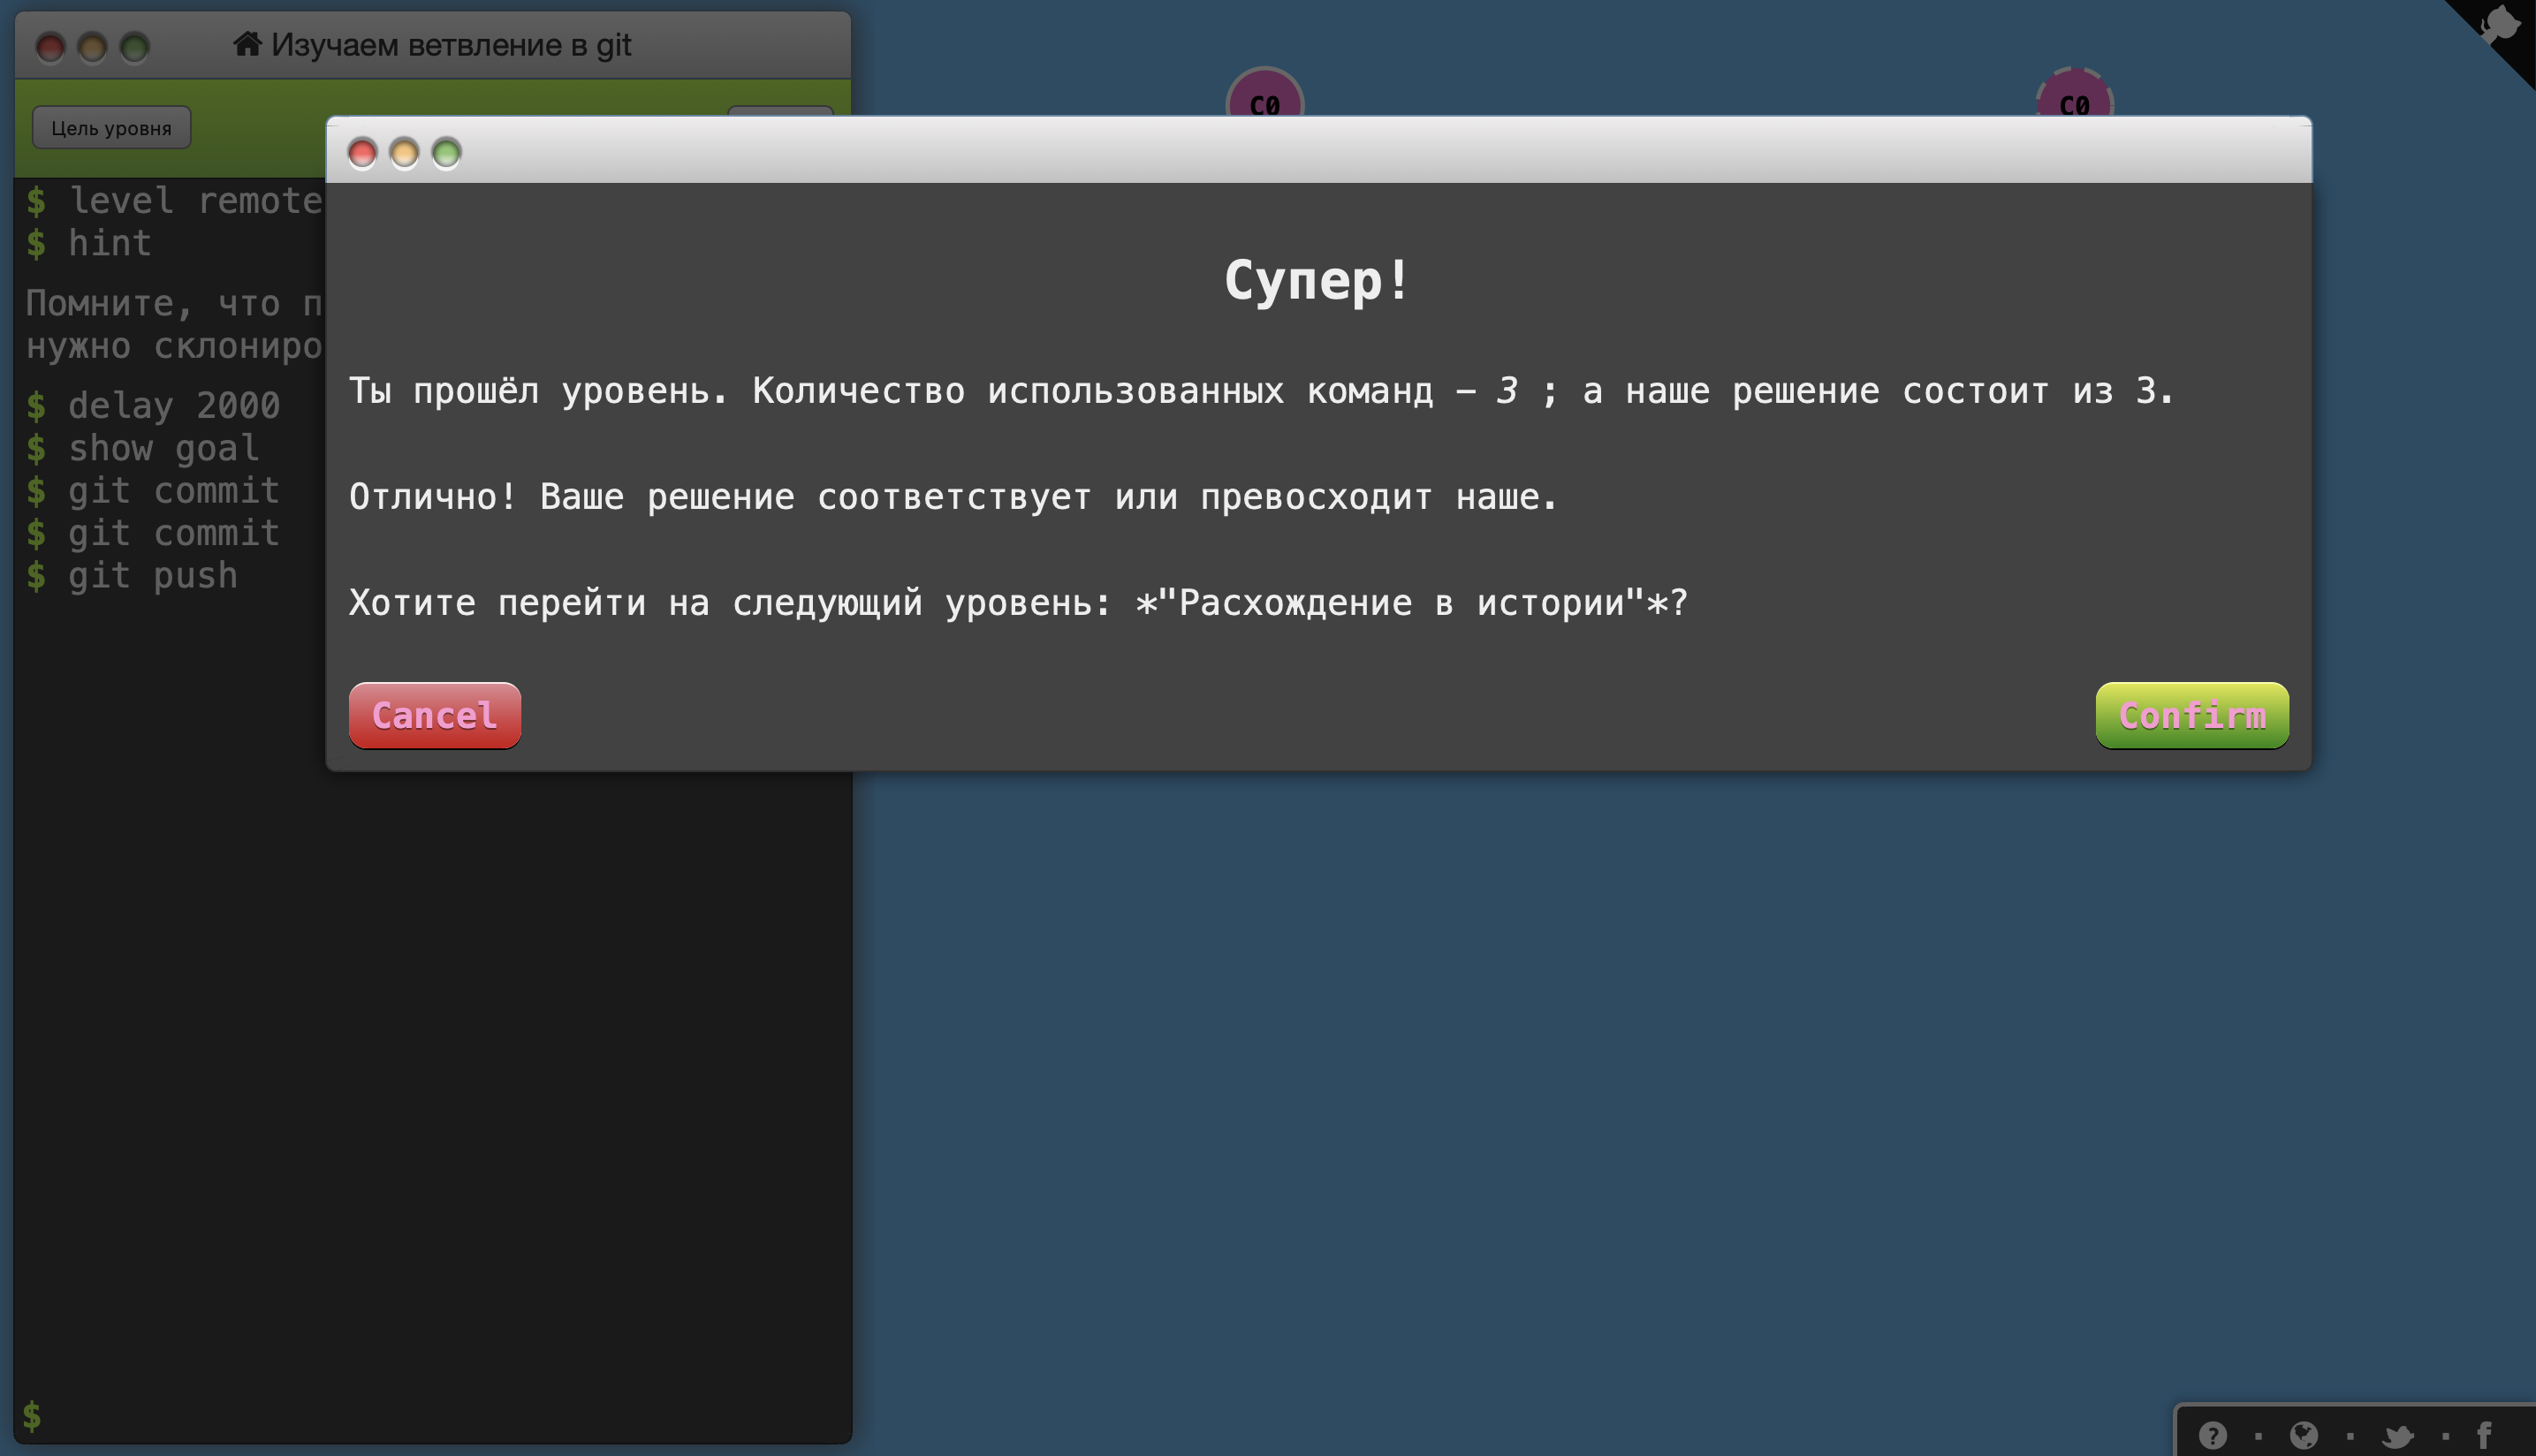 Изучаем ветвление в git
C0
C0
Цель уровня
$ level remote
$ hint
Помните, что п
нужно склониро
$ delay 2000
$ show goal
$ git commit
$ git commit
$ git push
$
Супер!
Ты прошёл уровень. Количество использованных команд – 3 ; а наше решение состоит из 3.
Отлично! Ваше решение соответствует или превосходит наше.
Хотите перейти на следующий уровень: *"Расхождение в истории"*?
Cancel
Confirm